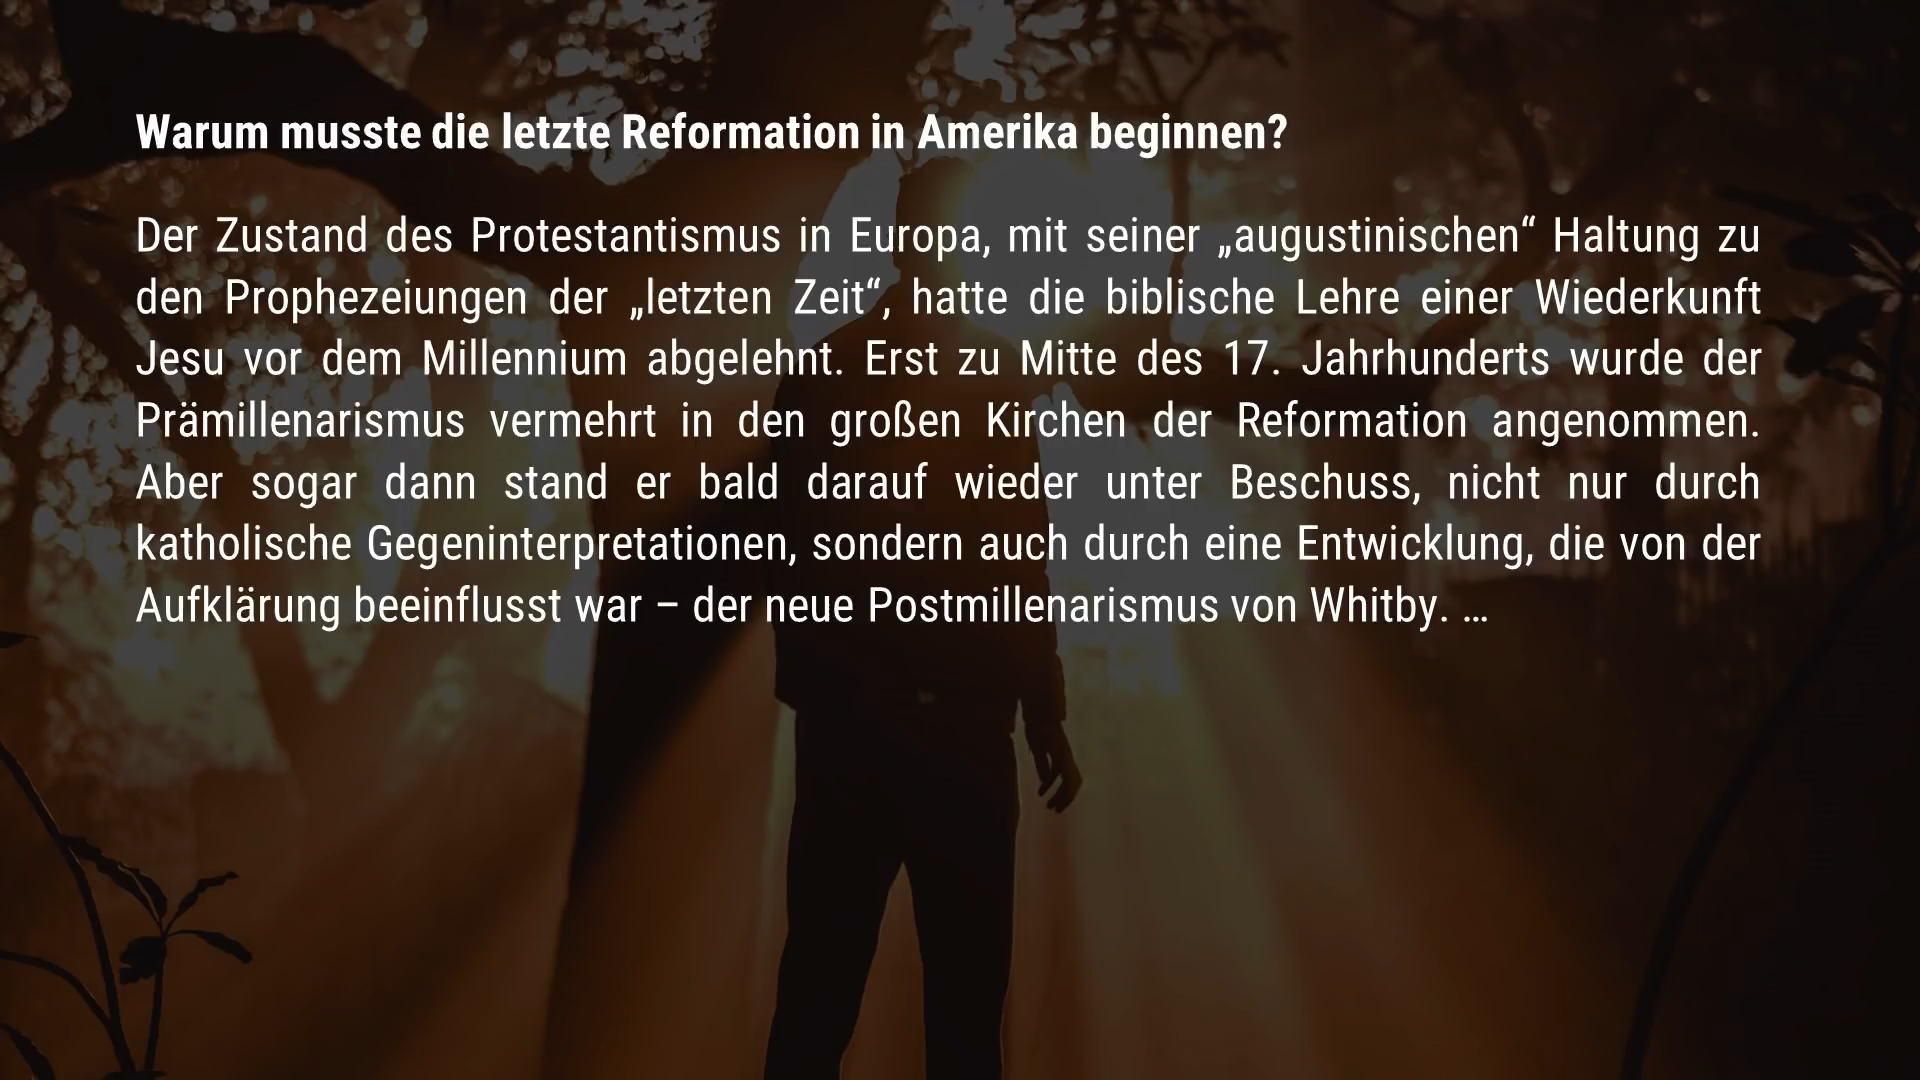 Warum musste die letzte Reformation in Amerika beginnen?
Der Zustand des Protestantismus in Europa, mit seiner „augustinischen“ Haltung zu
den Prophezeiungen der „letzten Zeit“, hatte die biblische Lehre einer Wiederkunft
Jesu vor dem Millennium abgelehnt. Erst zu Mitte des 17. Jahrhunderts wurde der
Prämillenarismus vermehrt in den großen Kirchen der Reformation angenommen.
Aber sogar dann stand er bald darauf wieder unter Beschuss, nicht nur durch
katholische Gegeninterpretationen, sondern auch durch eine Entwicklung, die von der
Aufklärung beeinflusst war – der neue Postmillenarismus von Whitby. …